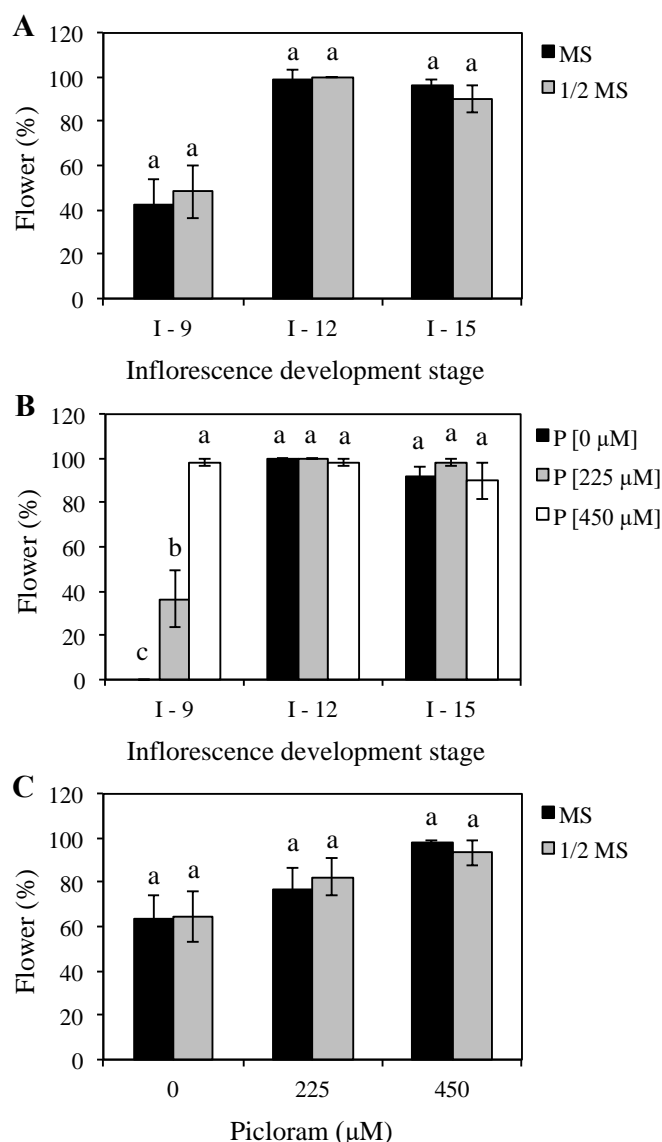 A
120
100
80
60
40
20
0
Flower (%)
a a a a a a
MS
1/2 MS
I - 9 I - 12 I - 15
Inflorescence development stage
B
120
100
80
60
40
20
0
Flower (%)
c b a a a a a a a
P [0 µM]
P [225 µM]
P [450 µM]
I - 9 I - 12 I - 15
Inflorescence development stage
C
120
100
80
60
40
20
0
Flower (%)
a a a a a a
MS
1/2 MS
0 225 450
Picloram (µM)